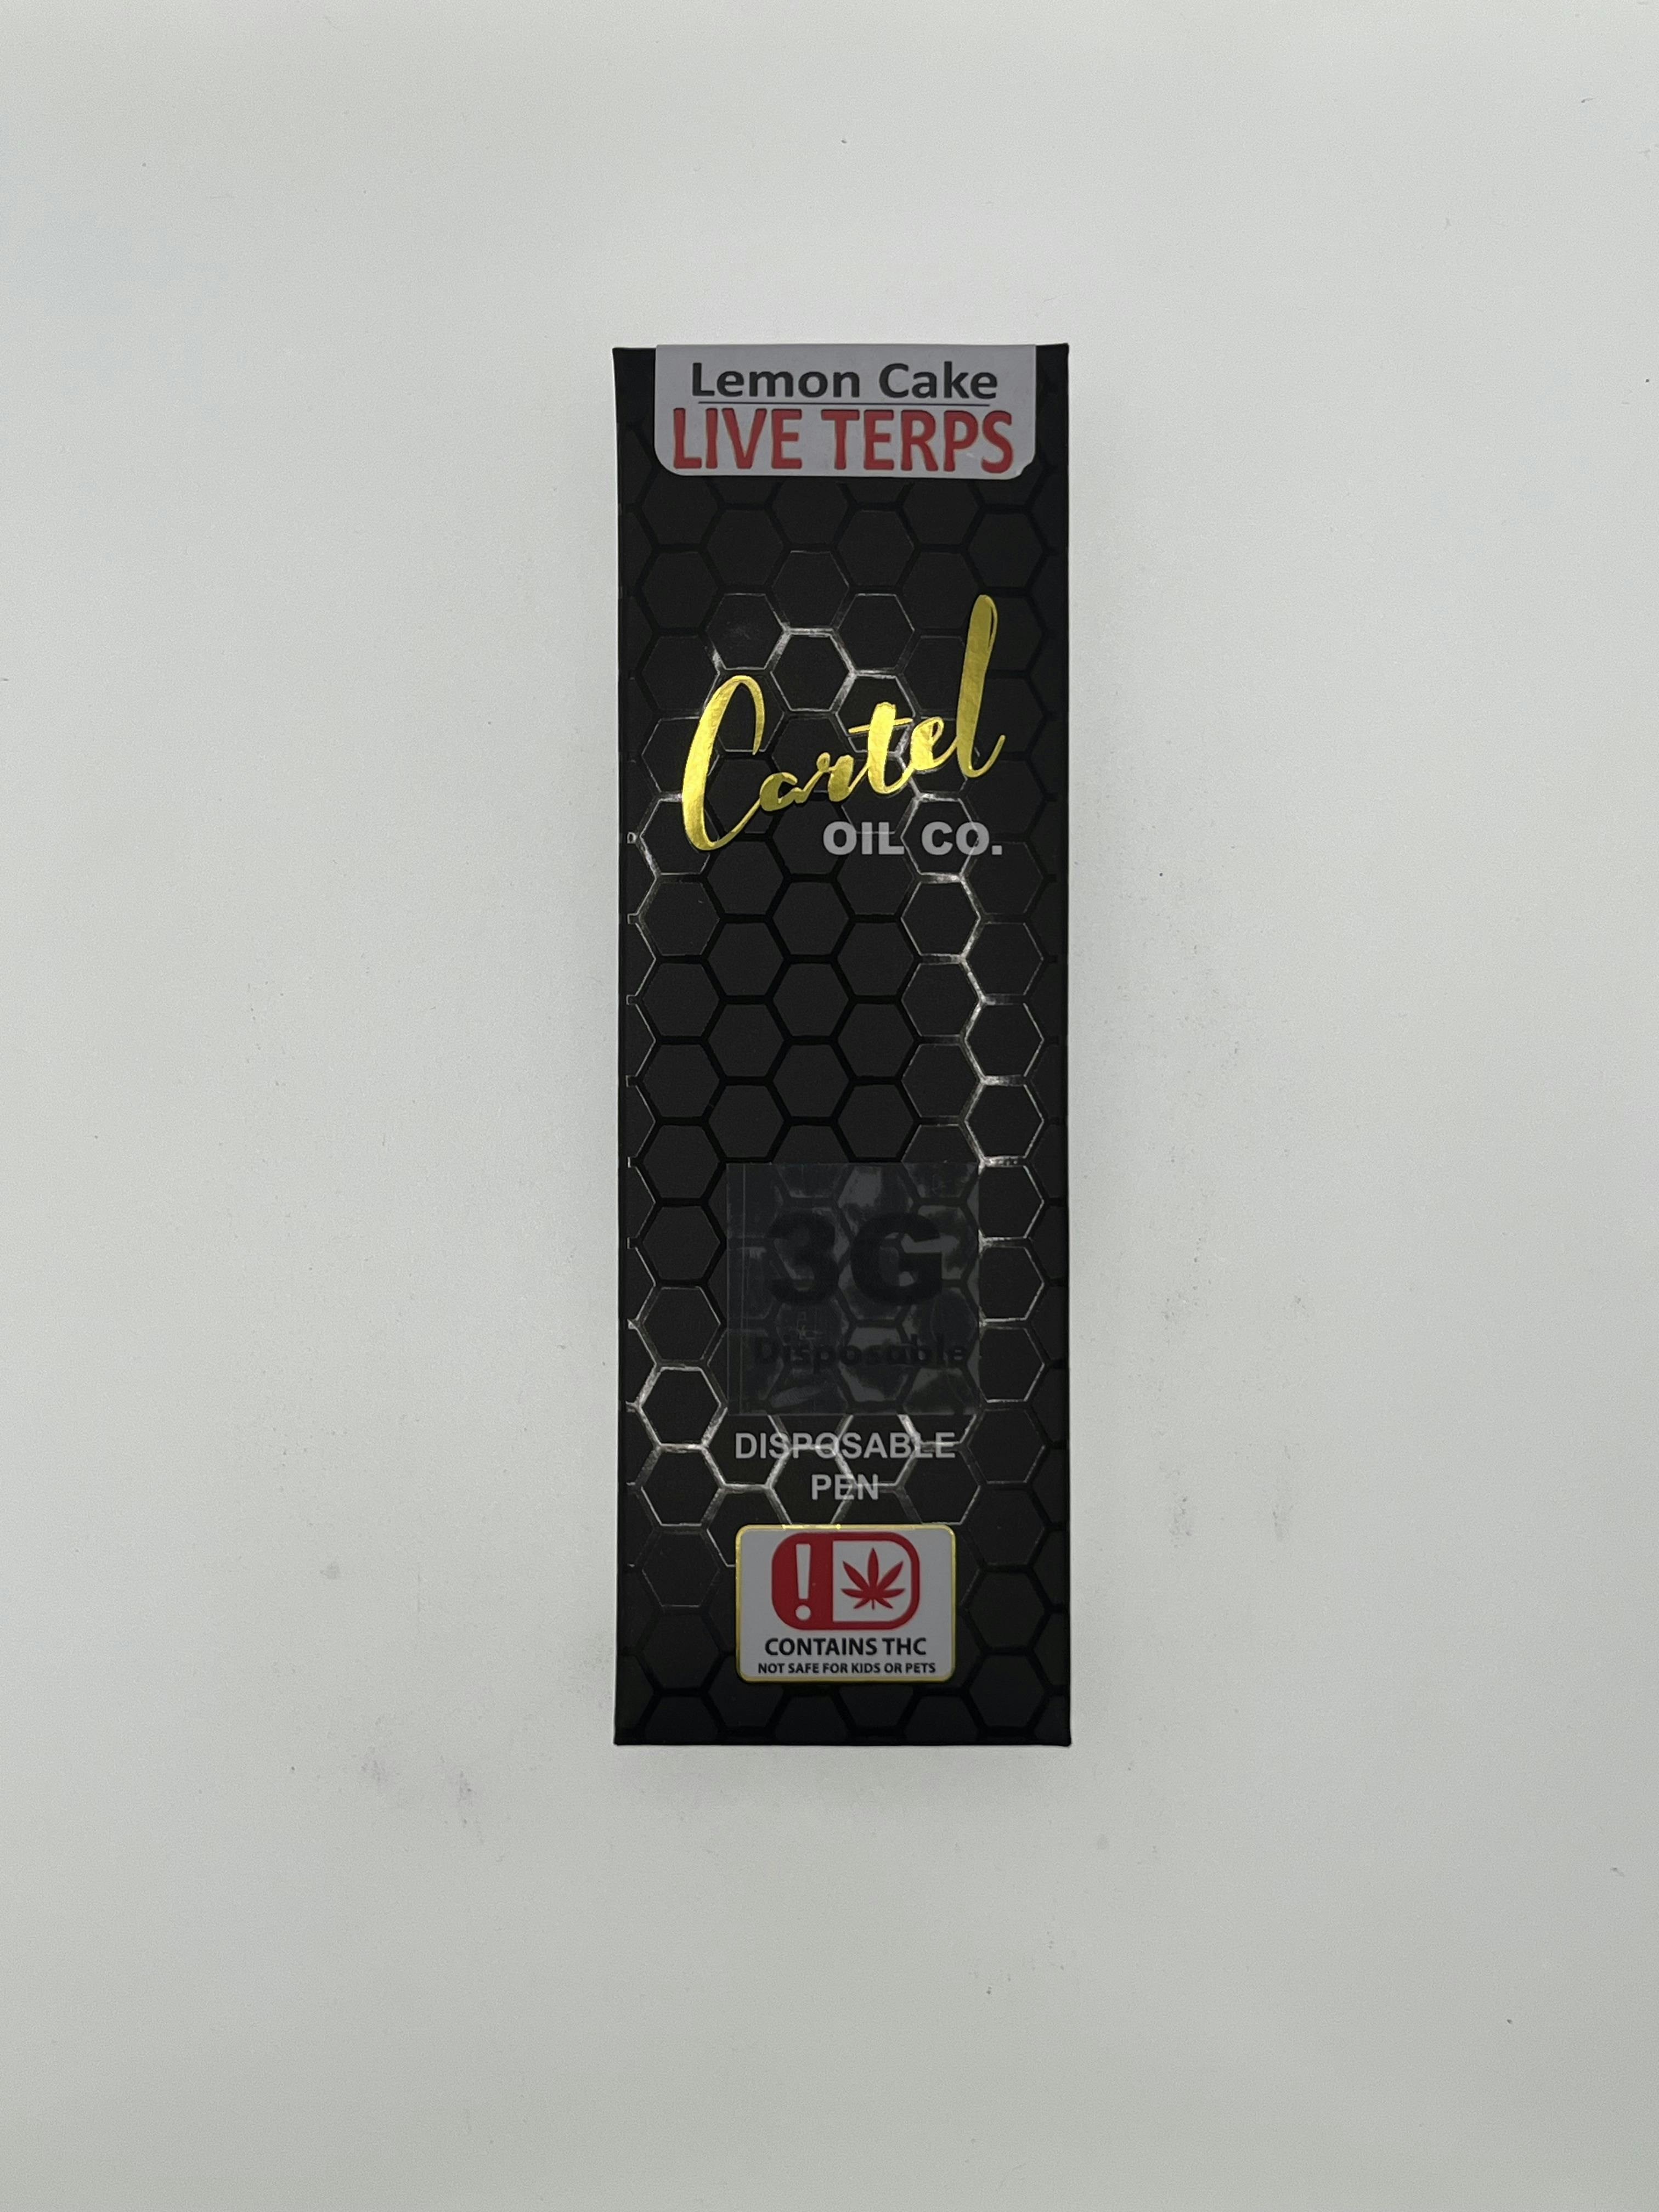 Lemon Cake
LIVE TERPS
Cartel
OIL CO.
3G
Disposable
DISPOSABLE
PEN
!
CONTAINS THC
NOT SAFE FOR KIDS OR PETS